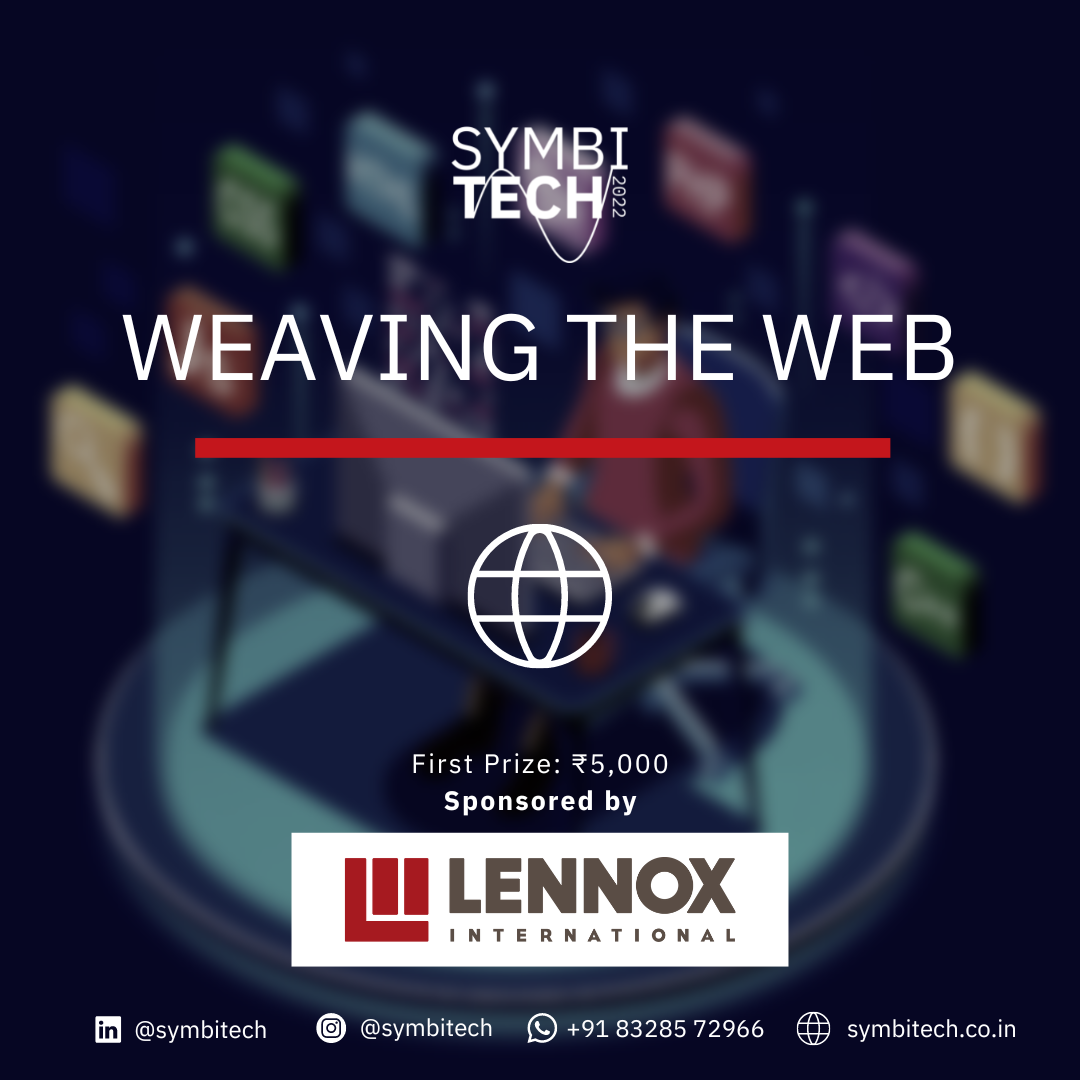 SYMBI
TECH 2022
WEAVING THE WEB
First Prize: ₹5,000
Sponsored by
LENNOX
INTERNATIONAL
@symbitech @symbitech +91 83285 72966 symbitech.co.in